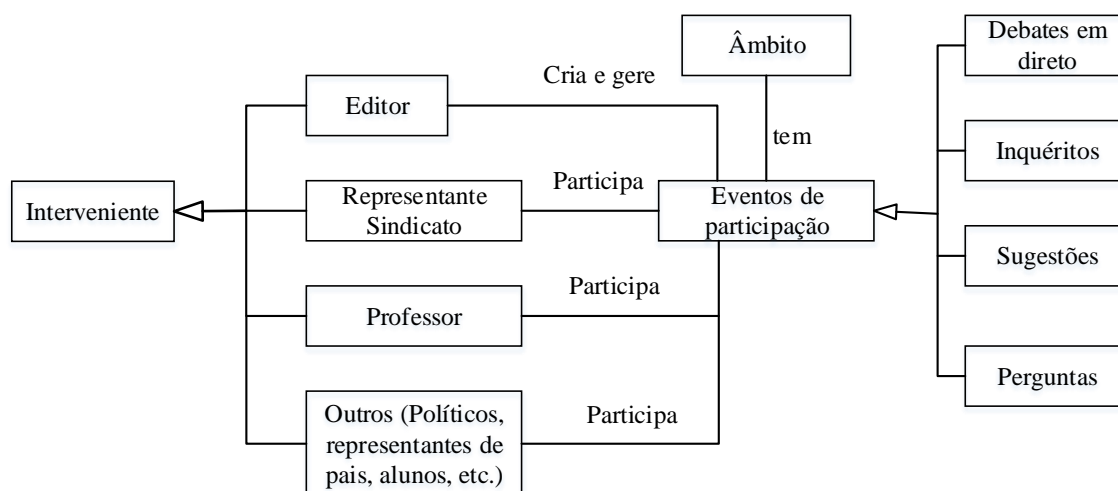 Âmbito
Debates em
direto
Cria e gere
Editor
tem
Inquéritos
Participa
Interveniente
Representante
Sindicato
Eventos de
participação
Sugestões
Participa
Professor
Perguntas
Outros (Políticos,
representantes de
pais, alunos, etc.)
Participa